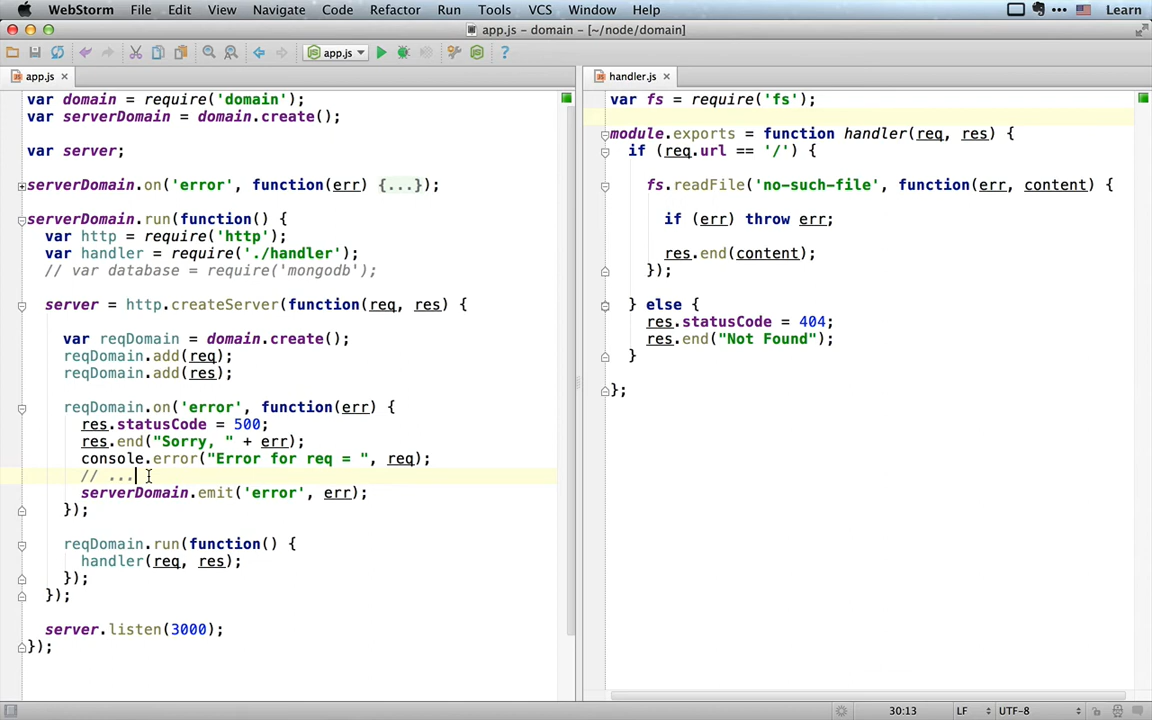 WebStorm File Edit View Navigate Code Refactor Run Tools VCS Window Help Learn
app.js - domain - [~/node/domain]
app.js
app.js
var domain = require('domain');
var serverDomain = domain.create();
var server;
serverDomain.on('error', function(err) {...});
serverDomain.run(function() {
var http = require('http');
var handler = require('./handler');
// var database = require('mongodb');
server = http.createServer(function(req, res) {
var reqDomain = domain.create();
reqDomain.add(req);
reqDomain.add(res);
reqDomain.on('error', function(err) {
res.statusCode = 500;
res.end("Sorry, " + err);
console.error("Error for req = ", req);
// ...
serverDomain.emit('error', err);
});
reqDomain.run(function() {
handler(req, res);
});
});
server.listen(3000);
});
handler.js
var fs = require('fs');
module.exports = function handler(req, res) {
if (req.url == '/') {
fs.readFile('no-such-file', function(err, content) {
if (err) throw err;
res.end(content);
});
} else {
res.statusCode = 404;
res.end("Not Found");
}
};
30:13 LF UTF-8